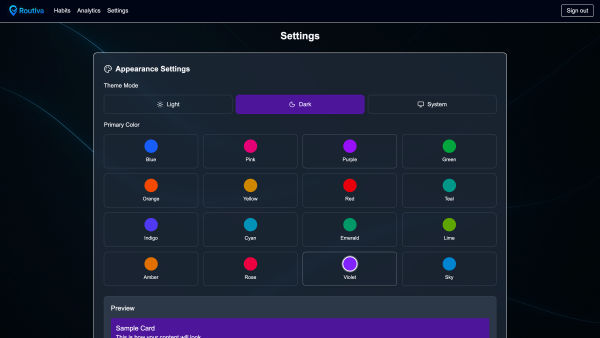 Routiva Habits Analytics Settings Sign out
Settings
Appearance Settings
Theme Mode
Light Dark System
Primary Color
Blue Pink Purple Green
Orange Yellow Red Teal
Indigo Cyan Emerald Lime
Amber Rose Violet Sky
Preview
Sample Card
This is how your content will look